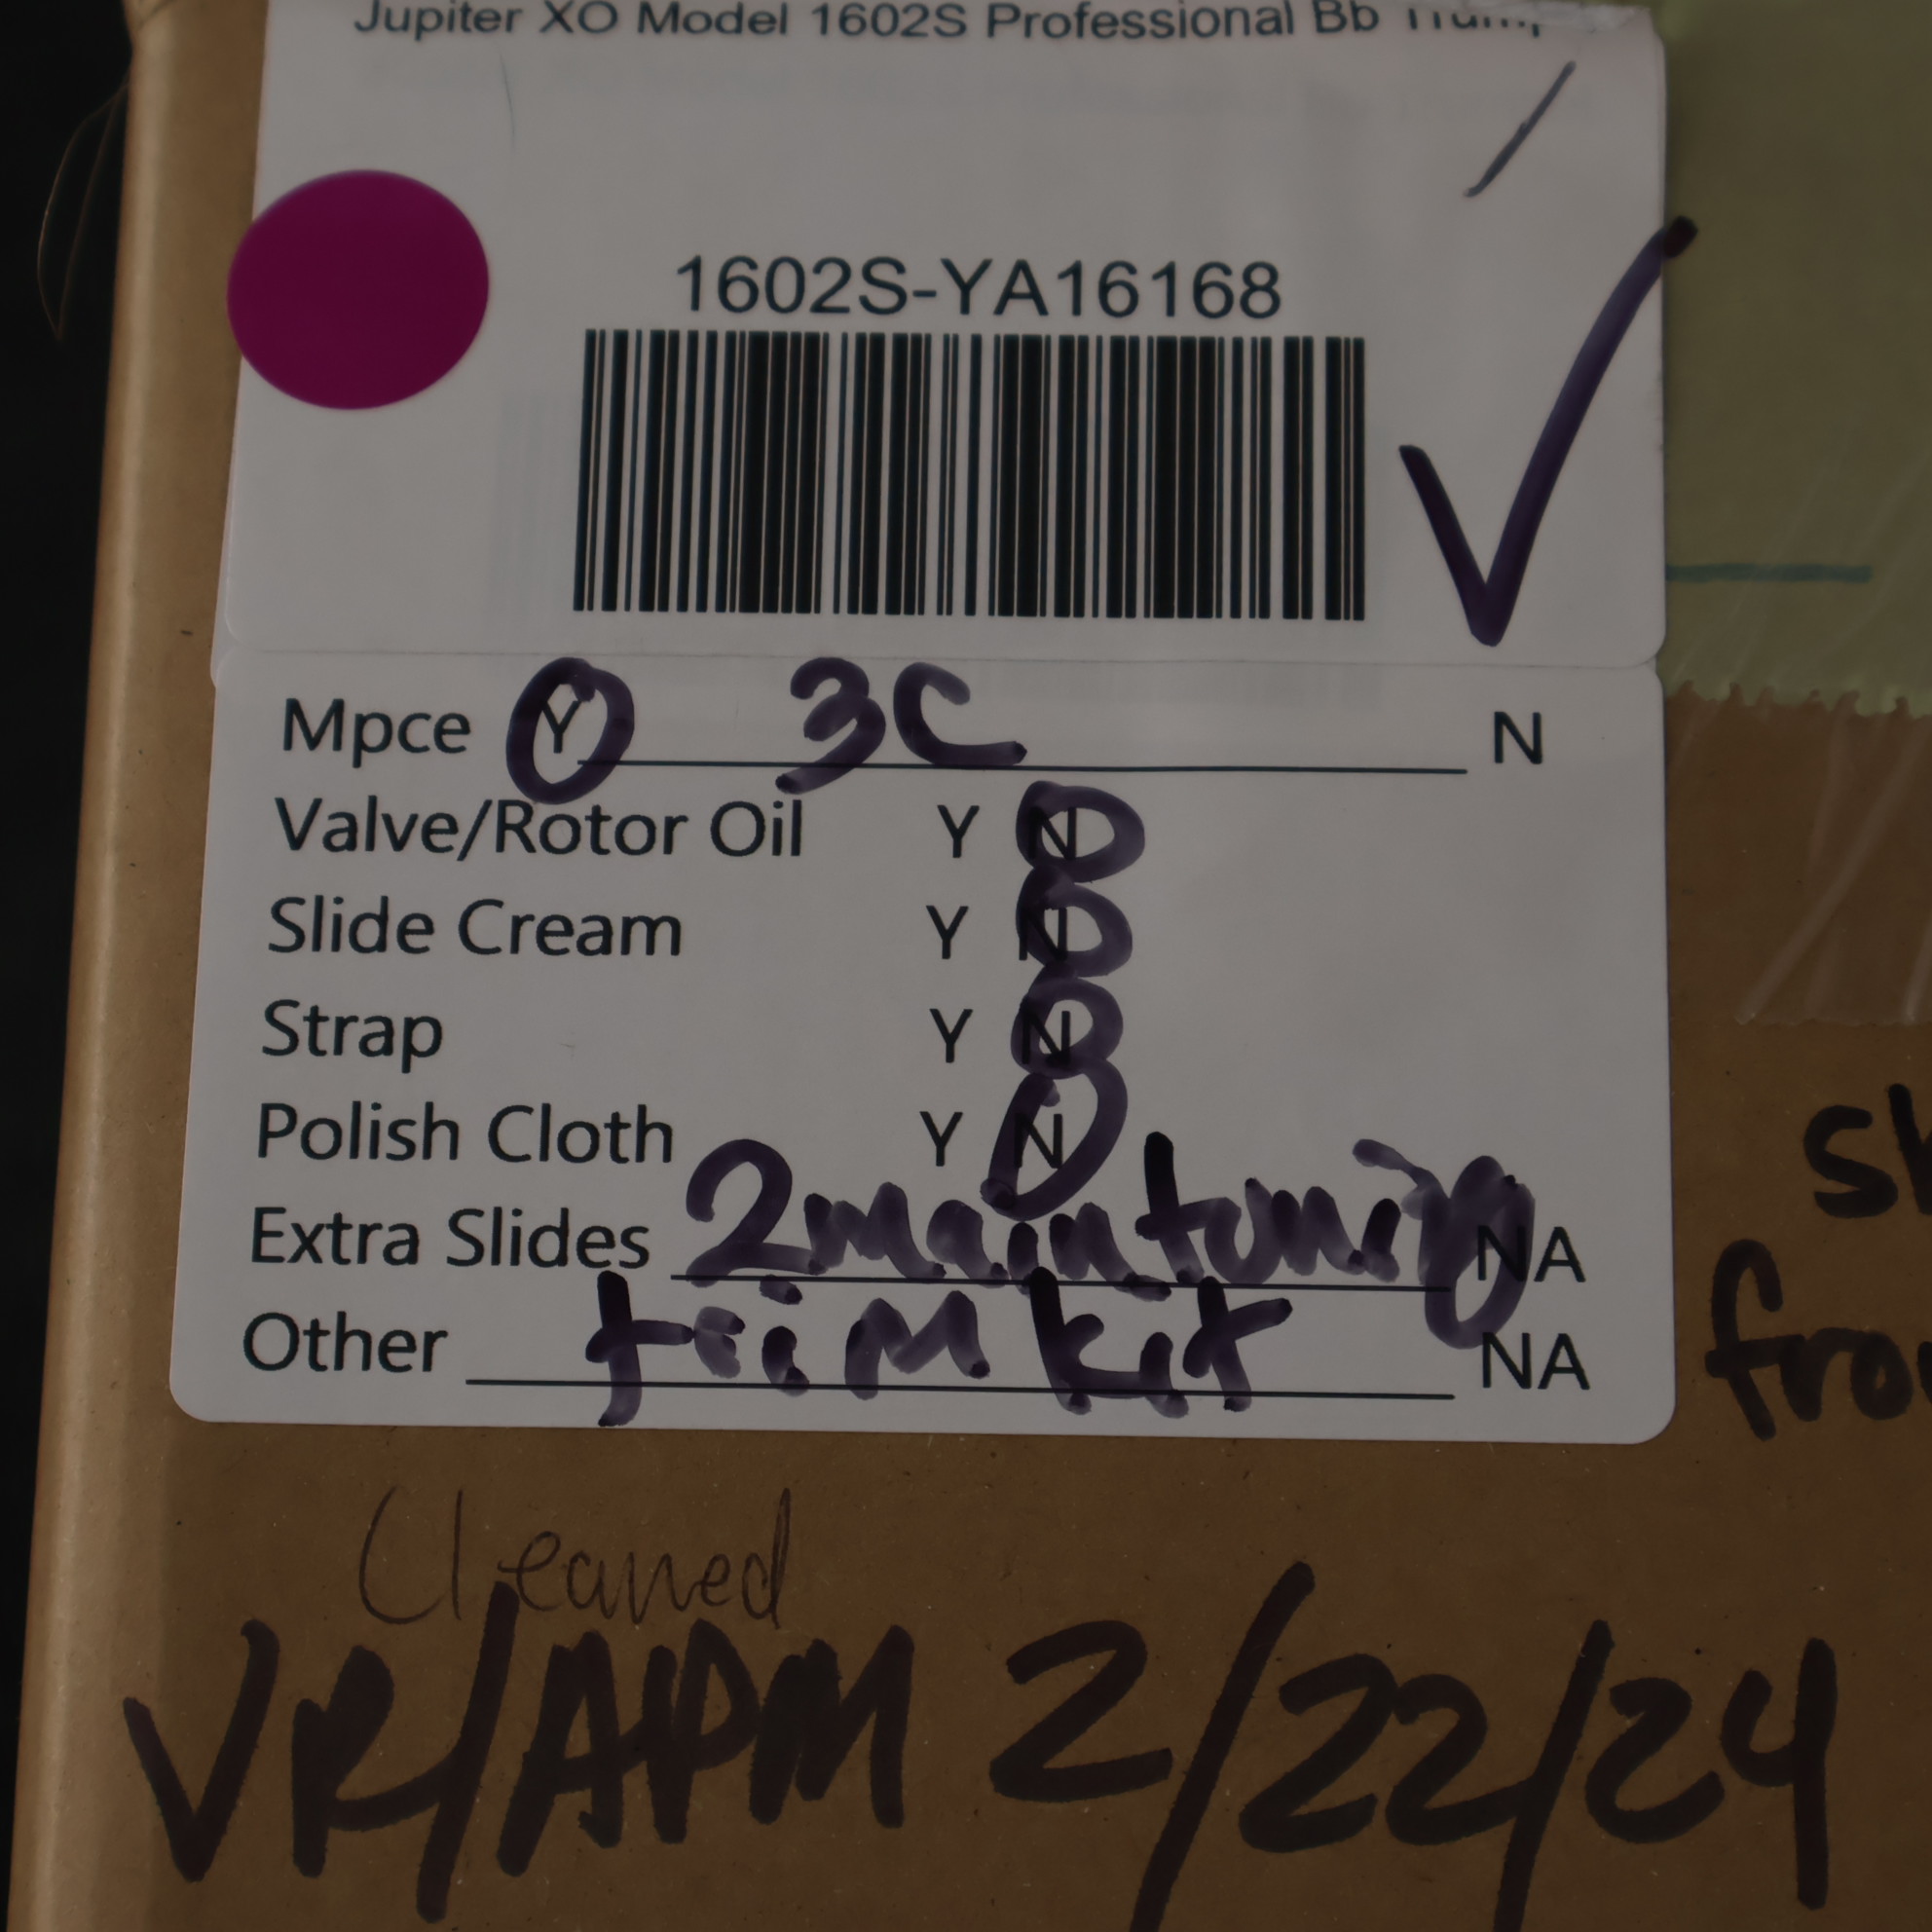 Jupiter XO Model 1602S Professional Bb Trump
1602S-YA16168
Mpce Y 3C N
Valve/Rotor Oil Y N
Slide Cream Y N
Strap Y N
Polish Cloth Y N
Extra Slides 2 main tuning NA
Other trim kit NA
Cleaned
VR/APM 2/22/24